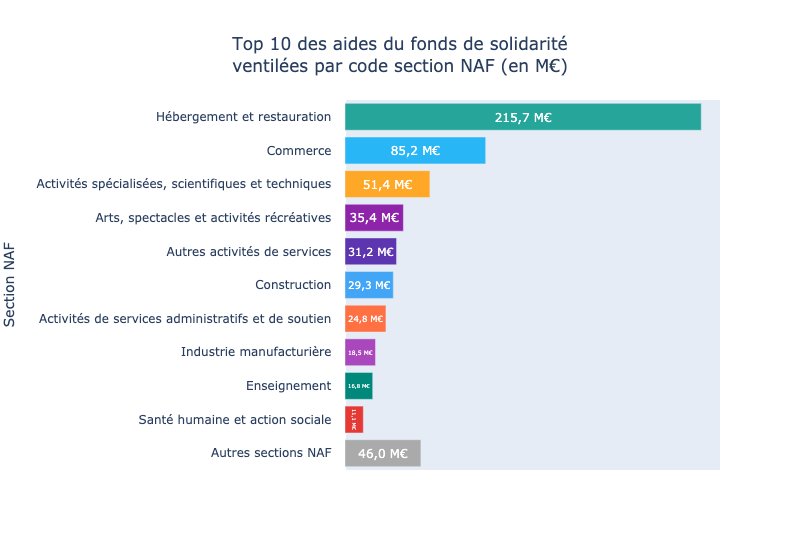 Top 10 des aides du fonds de solidarité
ventilées par code section NAF (en M€)
Section NAF
Hébergement et restauration 215,7 M€
Commerce 85,2 M€
Activités spécialisées, scientifiques et techniques 51,4 M€
Arts, spectacles et activités récréatives 35,4 M€
Autres activités de services 31,2 M€
Construction 29,3 M€
Activités de services administratifs et de soutien 24,8 M€
Industrie manufacturière 18,5 M€
Enseignement 16,8 M€
Santé humaine et action sociale 11,1 M€
Autres sections NAF 46,0 M€